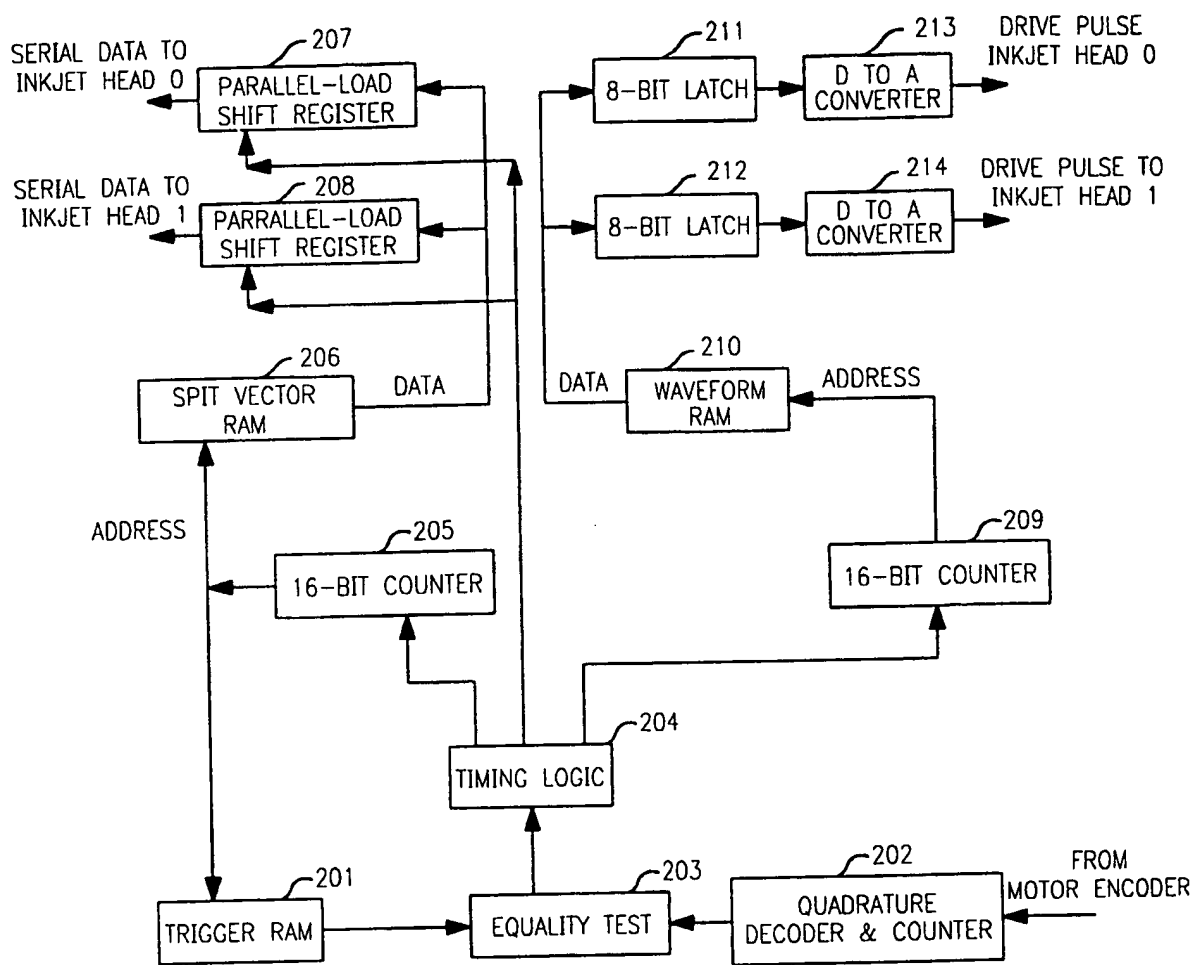 207
SERIAL DATA TO
INKJET HEAD 0
PARALLEL-LOAD
SHIFT REGISTER
211
8-BIT LATCH
213
D TO A
CONVERTER
DRIVE PULSE
INKJET HEAD 0
SERIAL DATA TO
INKJET HEAD 1
208
PARRALLEL-LOAD
SHIFT REGISTER
212
8-BIT LATCH
214
D TO A
CONVERTER
DRIVE PULSE TO
INKJET HEAD 1
206
SPIT VECTOR
RAM
DATA
DATA
210
WAVEFORM
RAM
ADDRESS
ADDRESS
205
16-BIT COUNTER
209
16-BIT COUNTER
204
TIMING LOGIC
201
TRIGGER RAM
203
EQUALITY TEST
202
QUADRATURE
DECODER & COUNTER
FROM
MOTOR ENCODER